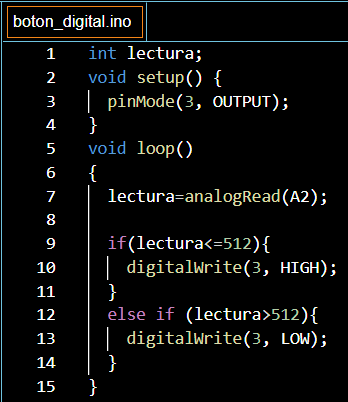 boton_digital.ino
1 int lectura;
2 void setup() {
3 pinMode(3, OUTPUT);
4 }
5 void loop()
6 {
7 lectura=analogRead(A2);
8
9 if(lectura<=512){
10 digitalWrite(3, HIGH);
11 }
12 else if (lectura>512){
13 digitalWrite(3, LOW);
14 }
15 }